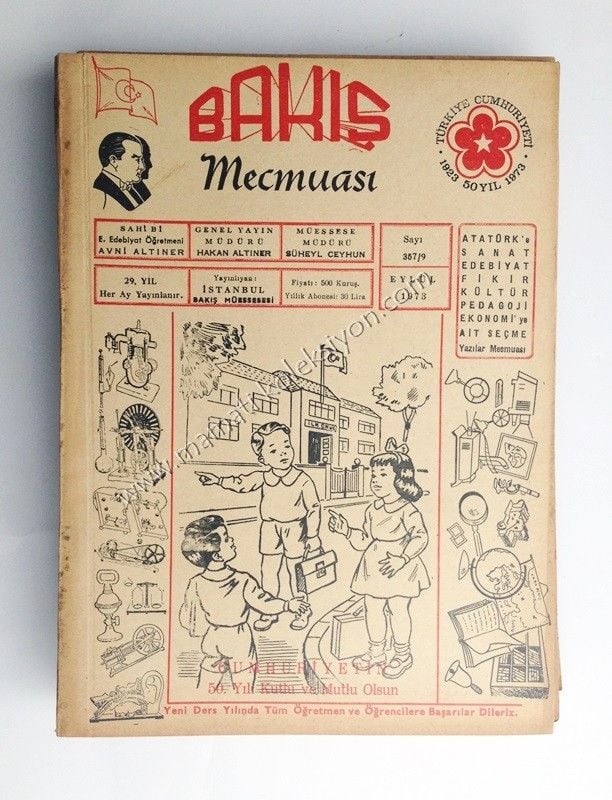 BAKIŞ
Mecmuası
TÜRKİYE CUMHURİYETİ
1923 50 YIL 1973
SAHİBİ
E. Edebiyat Öğretmeni
AVNİ ALTINER
GENEL YAYIN
MÜDÜRÜ
HAKAN ALTINER
MÜESSESE
MÜDÜRÜ
SÜHEYL CEYHUN
Sayı
357/9
29. YIL
Her Ay Yayınlanır.
Yayınlıyan:
İSTANBUL
BAKIŞ MÜESSESESİ
Fiyatı: 500 Kuruş.
Yıllık Abonesi: 30 Lira
EYLÜL
1973
ATATÜRK'e
SANAT
EDEBİYAT
FİKİR
KÜLTÜR
PEDAGOJİ
EKONOMİ'ye
AİT SEÇME
Yazılar Mecmuası
CUMHURİYETİN
50. Yılı Kutlu ve Mutlu Olsun
Yeni Ders Yılında Tüm Öğretmen ve Öğrencilere Başarılar Dileriz.